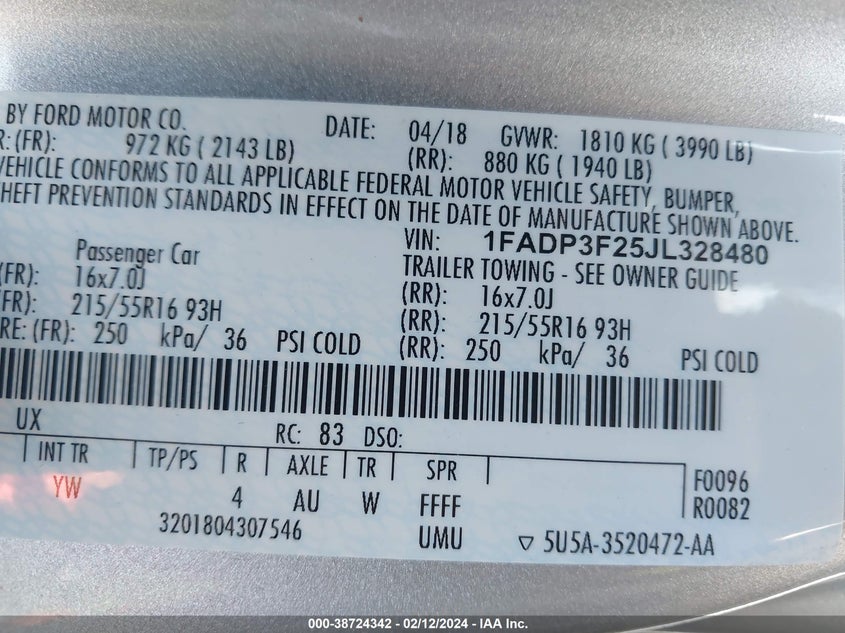 BY FORD MOTOR CO. DATE: 04/18 GVWR: 1810 KG ( 3990 LB)
(FR): 972 KG ( 2143 LB) (RR): 880 KG ( 1940 LB)
VEHICLE CONFORMS TO ALL APPLICABLE FEDERAL MOTOR VEHICLE SAFETY, BUMPER,
THEFT PREVENTION STANDARDS IN EFFECT ON THE DATE OF MANUFACTURE SHOWN ABOVE.
VIN: 1FADP3F25JL328480
Passenger Car TRAILER TOWING - SEE OWNER GUIDE
(FR): 16x7.0J (RR): 16x7.0J
(FR): 215/55R16 93H (RR): 215/55R16 93H
RE: (FR): 250 kPa/ 36 PSI COLD (RR): 250 kPa/ 36 PSI COLD
UX RC: 83 DSO:
INT TR TP/PS R AXLE TR SPR F0096
YW 4 AU W FFFF R0082
3201804307546 UMU ▽ 5U5A-3520472-AA
000-38724342 - 02/12/2024 - IAA Inc.